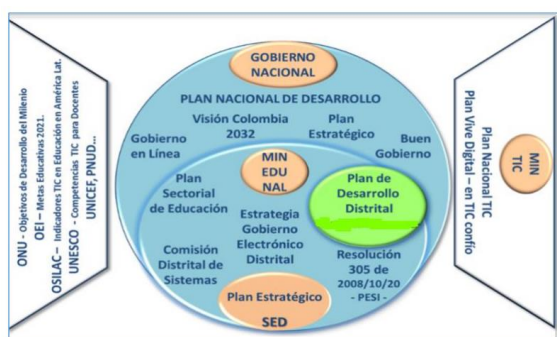 ONU - Objetivos de Desarrollo del Milenio
OEI – Metas Educativas 2021.
OSILAC– Indicadores TIC en Educación en América Lat.
UNESCO - Competencias TIC para Docentes
UNICEF, PNUD...
GOBIERNO
NACIONAL
PLAN NACIONAL DE DESARROLLO
Visión Colombia
2032
Plan
Estratégico
Gobierno
en Línea
Buen
Gobierno
MIN
EDU
NAL
Plan
Sectorial
de Educación
Plan de
Desarrollo
Distrital
Estrategia
Gobierno
Electrónico
Distrital
Comisión
Distrital de
Sistemas
Resolución
305 de
2008/10/20
- PESI -
Plan Estratégico
SED
MIN
TIC
Plan Nacional TIC
Plan Vive Digital – en TIC confío